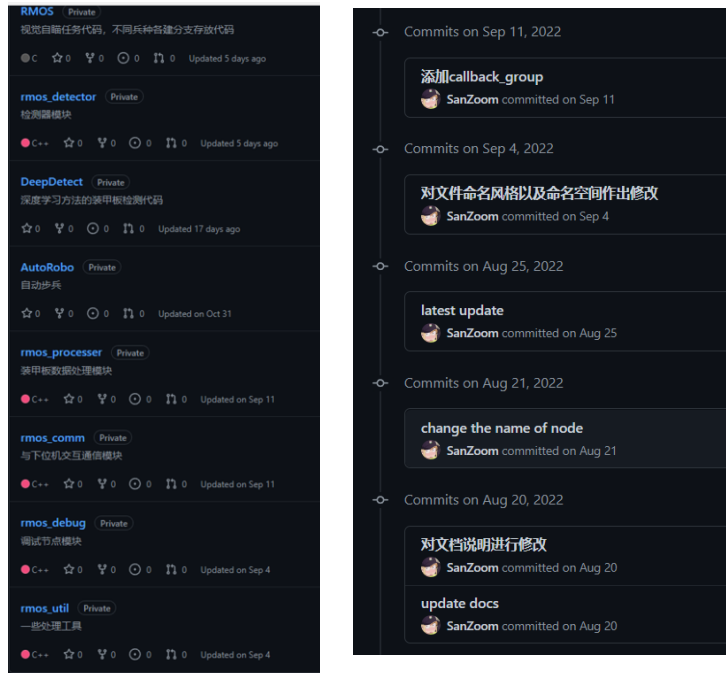 RMOS Private
视觉自瞄任务代码，不同兵种各建分支存放代码
C 0 0 0 0 Updated 5 days ago
rmos_detector Private
检测器模块
C++ 0 0 0 0 Updated 5 days ago
DeepDetect Private
深度学习方法的装甲板检测代码
0 0 0 0 Updated 17 days ago
AutoRobo Private
自动步兵
0 0 0 0 Updated on Oct 31
rmos_processer Private
装甲板数据处理模块
C++ 0 0 0 0 Updated on Sep 11
rmos_comm Private
与下位机交互通信模块
C++ 0 0 0 0 Updated on Sep 11
rmos_debug Private
调试节点模块
C++ 0 0 0 0 Updated on Sep 4
rmos_util Private
一些处理工具
C++ 0 0 0 0 Updated on Sep 4
Commits on Sep 11, 2022
添加callback_group
SanZoom committed on Sep 11
Commits on Sep 4, 2022
对文件命名风格以及命名空间作出修改
SanZoom committed on Sep 4
Commits on Aug 25, 2022
latest update
SanZoom committed on Aug 25
Commits on Aug 21, 2022
change the name of node
SanZoom committed on Aug 21
Commits on Aug 20, 2022
对文档说明进行修改
SanZoom committed on Aug 20
update docs
SanZoom committed on Aug 20